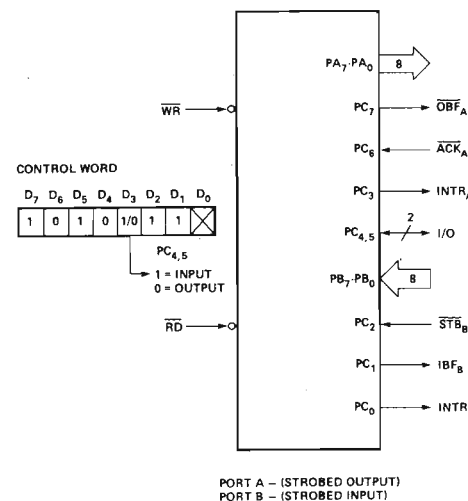 PA7-PA0 8
PC7 OBFA
WR
PC6 ACKA
CONTROL WORD
PC3 INTR
D7 D6 D5 D4 D3 D2 D1 D0
1 0 1 0 1/0 1 1
PC4,5 2 I/O
PC4,5
1 = INPUT
0 = OUTPUT
PB7-PB0 8
RD
PC2 STBB
PC1 IBFB
PC0 INTR
PORT A – (STROBED OUTPUT)
PORT B – (STROBED INPUT)